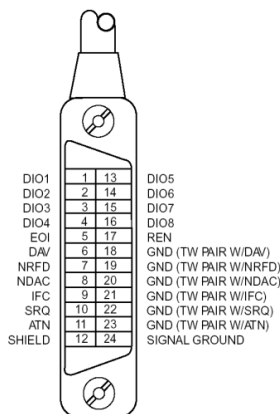 DIO1 1 13 DIO5
DIO2 2 14 DIO6
DIO3 3 15 DIO7
DIO4 4 16 DIO8
EOI 5 17 REN
DAV 6 18 GND (TW PAIR W/DAV)
NRFD 7 19 GND (TW PAIR W/NRFD)
NDAC 8 20 GND (TW PAIR W/NDAC)
IFC 9 21 GND (TW PAIR W/IFC)
SRQ 10 22 GND (TW PAIR W/SRQ)
ATN 11 23 GND (TW PAIR W/ATN)
SHIELD 12 24 SIGNAL GROUND